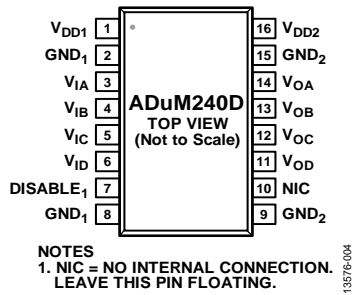 VDD1 1 16 VDD2
GND1 2 15 GND2
VIA 3 14 VOA
VIB 4 ADuM240D 13 VOB
TOP VIEW
VIC 5 (Not to Scale) 12 VOC
VID 6 11 VOD
DISABLE1 7 10 NIC
GND1 8 9 GND2
NOTES
1. NIC = NO INTERNAL CONNECTION.
LEAVE THIS PIN FLOATING.
13576-004